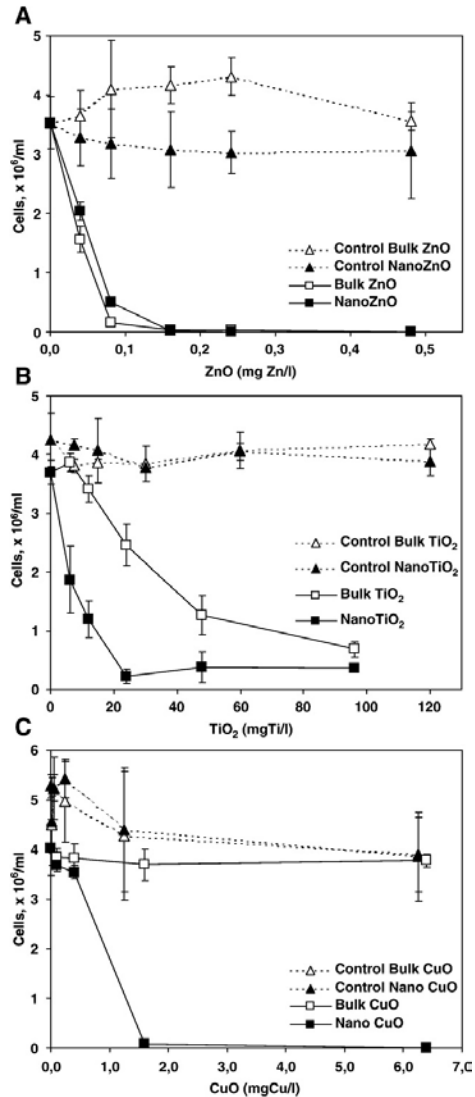 A
5
4
3
2
1
0
Cells, x 10⁶/ml
Control Bulk ZnO
Control NanoZnO
Bulk ZnO
NanoZnO
0,0 0,1 0,2 0,3 0,4 0,5
ZnO (mg Zn/l)
B
5
4
3
2
1
0
Cells, x 10⁶/ml
Control Bulk TiO₂
Control NanoTiO₂
Bulk TiO₂
NanoTiO₂
0 20 40 60 80 100 120
TiO₂ (mgTi/l)
C
6
5
4
3
2
1
0
Cells, x 10⁶/ml
Control Bulk CuO
Control Nano CuO
Bulk CuO
Nano CuO
0,0 1,0 2,0 3,0 4,0 5,0 6,0 7,0
CuO (mgCu/l)